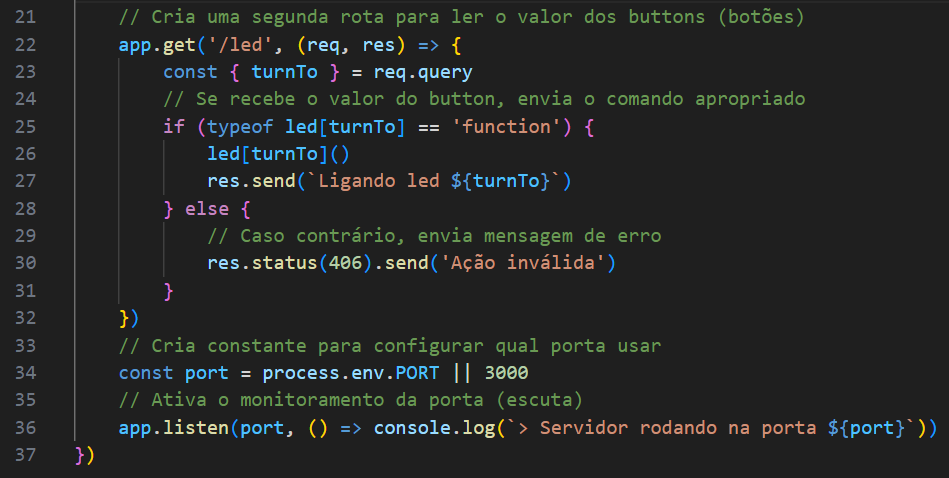 21 // Cria uma segunda rota para ler o valor dos buttons (botões)
22 app.get('/led', (req, res) => {
23 const { turnTo } = req.query
24 // Se recebe o valor do button, envia o comando apropriado
25 if (typeof led[turnTo] == 'function') {
26 led[turnTo]()
27 res.send(`Ligando led ${turnTo}`)
28 } else {
29 // Caso contrário, envia mensagem de erro
30 res.status(406).send('Ação inválida')
31 }
32 })
33 // Cria constante para configurar qual porta usar
34 const port = process.env.PORT || 3000
35 // Ativa o monitoramento da porta (escuta)
36 app.listen(port, () => console.log(`> Servidor rodando na porta ${port}`))
37 })